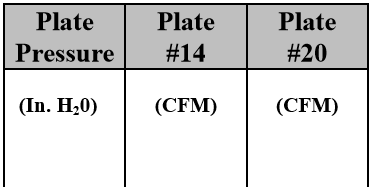 Plate Plate Plate
Pressure #14 #20
(In. H₂0) (CFM) (CFM)